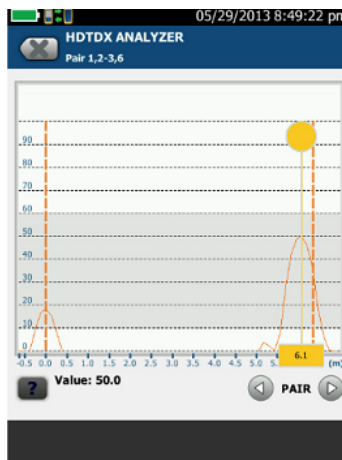 05/29/2013 8:49:22 pm
HDTDX ANALYZER
Pair 1,2-3,6
90
80
70
60
50
40
30
20
10
0
-0.5 0.0 0.5 1.0 1.5 2.0 2.5 3.0 3.5 4.0 4.5 5.0 5. 6.1 (m)
? Value: 50.0 PAIR